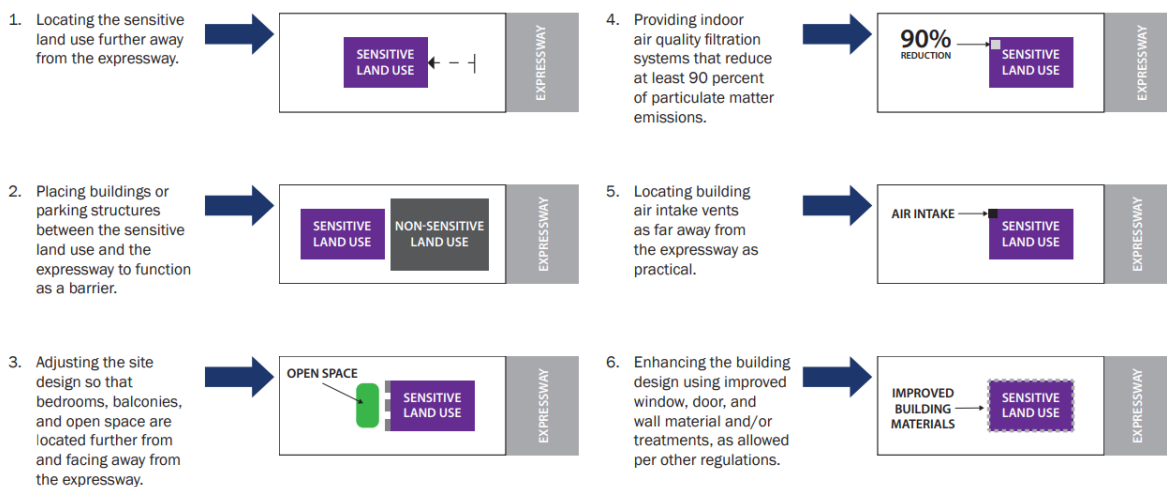 1. Locating the sensitive
land use further away
from the expressway.
SENSITIVE
LAND USE
EXPRESSWAY
2. Placing buildings or
parking structures
between the sensitive
land use and the
expressway to function
as a barrier.
SENSITIVE
LAND USE
NON-SENSITIVE
LAND USE
EXPRESSWAY
3. Adjusting the site
design so that
bedrooms, balconies,
and open space are
located further from
and facing away from
the expressway.
OPEN SPACE
SENSITIVE
LAND USE
EXPRESSWAY
4. Providing indoor
air quality filtration
systems that reduce
at least 90 percent
of particulate matter
emissions.
90%
REDUCTION
SENSITIVE
LAND USE
EXPRESSWAY
5. Locating building
air intake vents
as far away from
the expressway as
practical.
AIR INTAKE
SENSITIVE
LAND USE
EXPRESSWAY
6. Enhancing the building
design using improved
window, door, and
wall material and/or
treatments, as allowed
per other regulations.
IMPROVED
BUILDING
MATERIALS
SENSITIVE
LAND USE
EXPRESSWAY